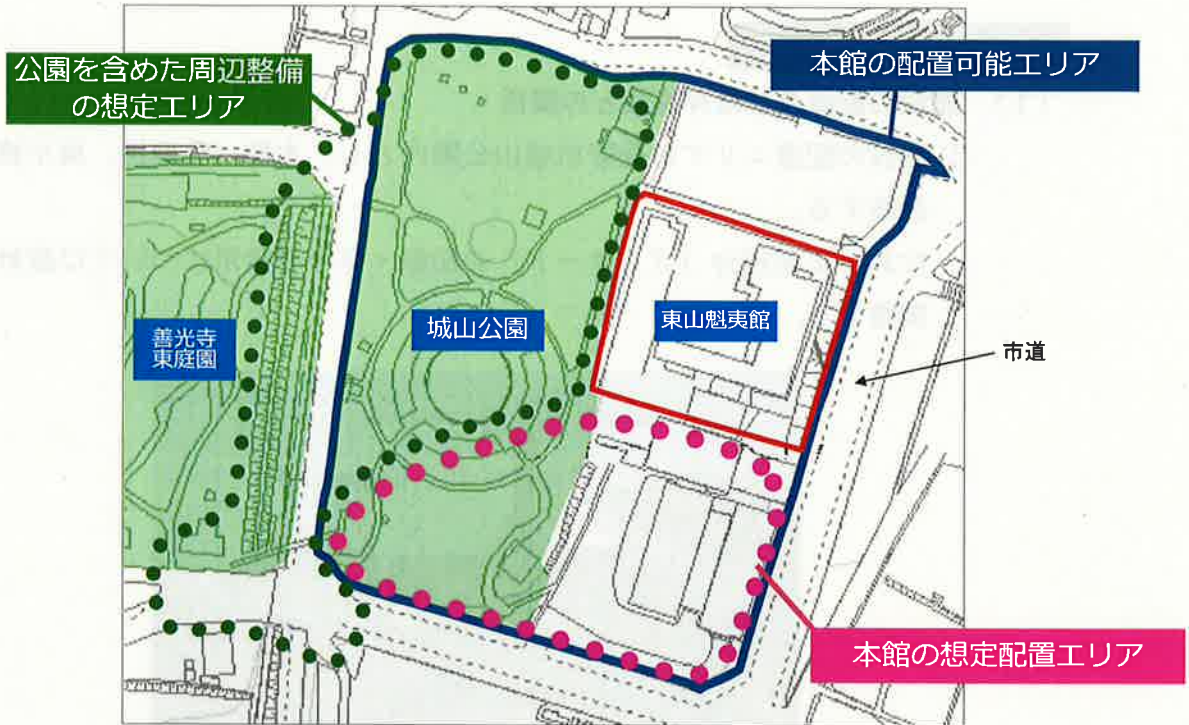 公園を含めた周辺整備
の想定エリア
本館の配置可能エリア
善光寺
東庭園
城山公園
東山魁夷館
市道
本館の想定配置エリア